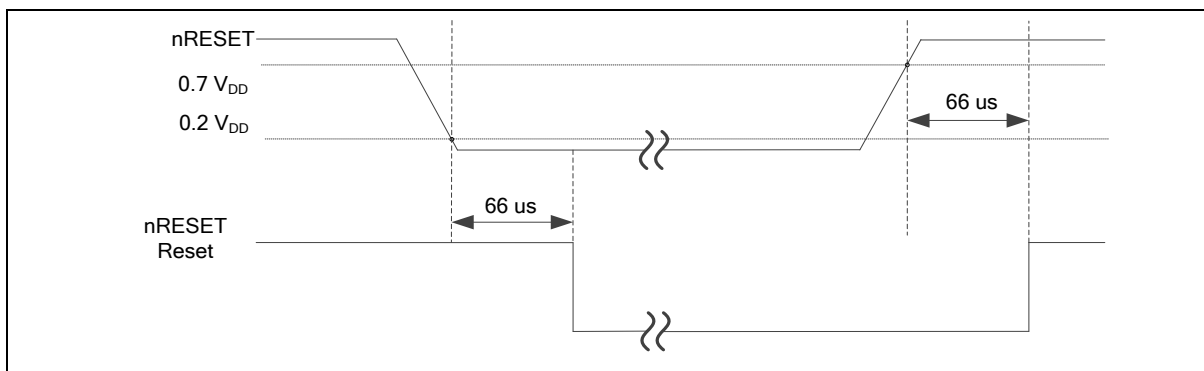 nRESET
0.7 VDD
66 us
0.2 VDD
66 us
nRESET
Reset